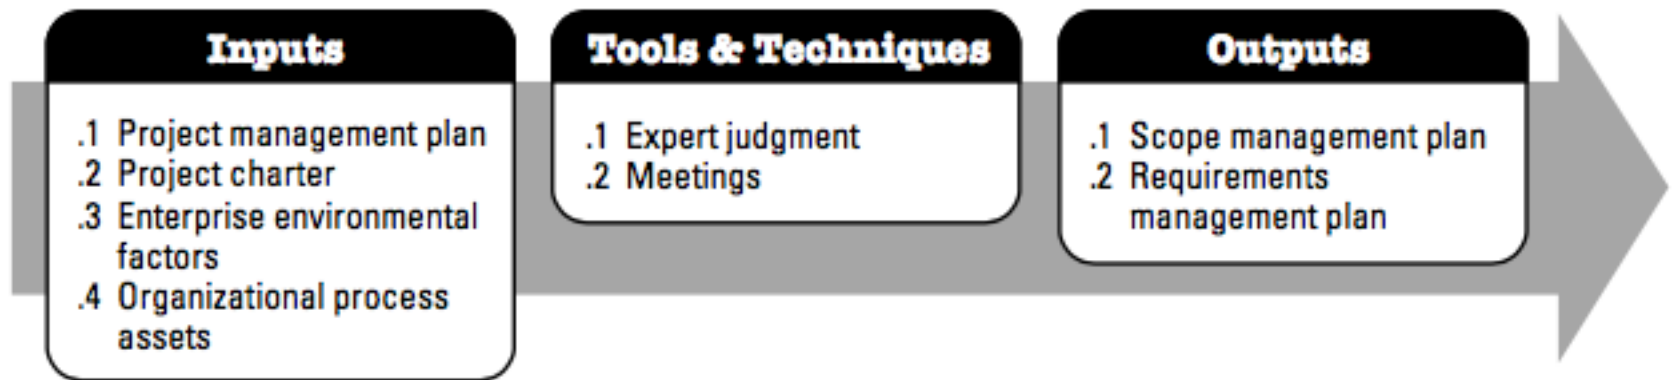 Inputs
.1 Project management plan
.2 Project charter
.3 Enterprise environmental
factors
.4 Organizational process
assets
Tools & Techniques
.1 Expert judgment
.2 Meetings
Outputs
.1 Scope management plan
.2 Requirements
management plan